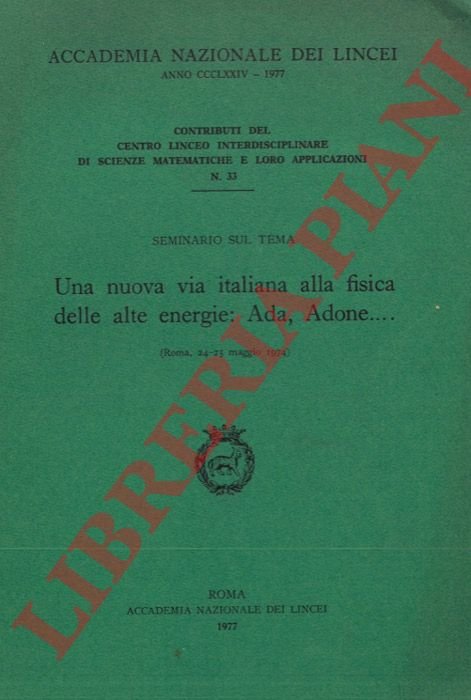 ACCADEMIA NAZIONALE DEI LINCEI
ANNO CCCLXXIV – 1977
CONTRIBUTI DEL
CENTRO LINCEO INTERDISCIPLINARE
DI SCIENZE MATEMATICHE E LORO APPLICAZIONI
N. 33
SEMINARIO SUL TEMA
Una nuova via italiana alla fisica
delle alte energie: Ada, Adone....
(Roma, 24–25 maggio 1974)
ROMA
ACCADEMIA NAZIONALE DEI LINCEI
1977
LIBRERIA PIANI